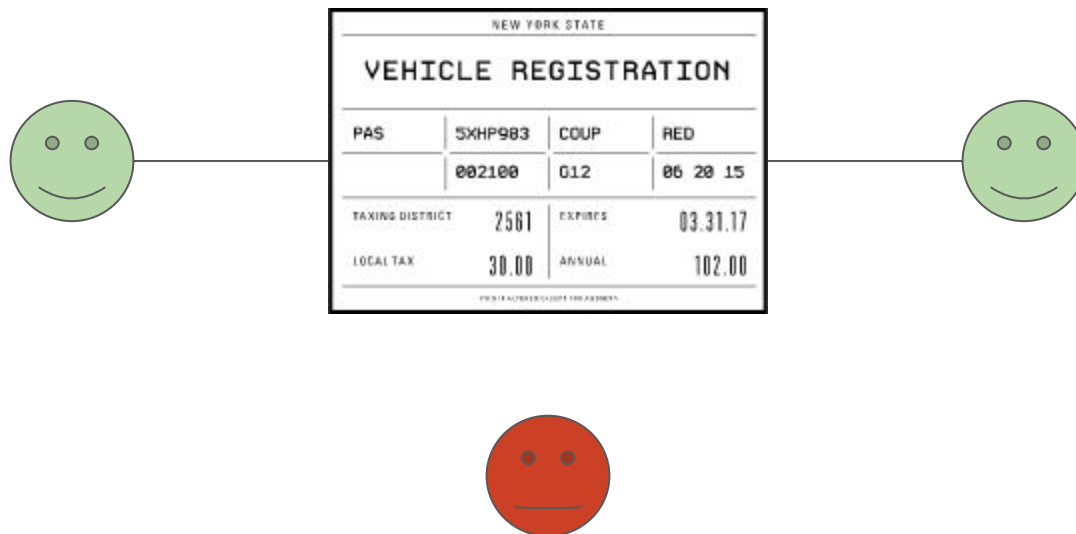 NEW YORK STATE
VEHICLE REGISTRATION
PAS 5XHP983 COUP RED
002100 G12 06 20 15
TAXING DISTRICT 2561 EXPIRES 03.31.17
LOCAL TAX 30.00 ANNUAL 102.00